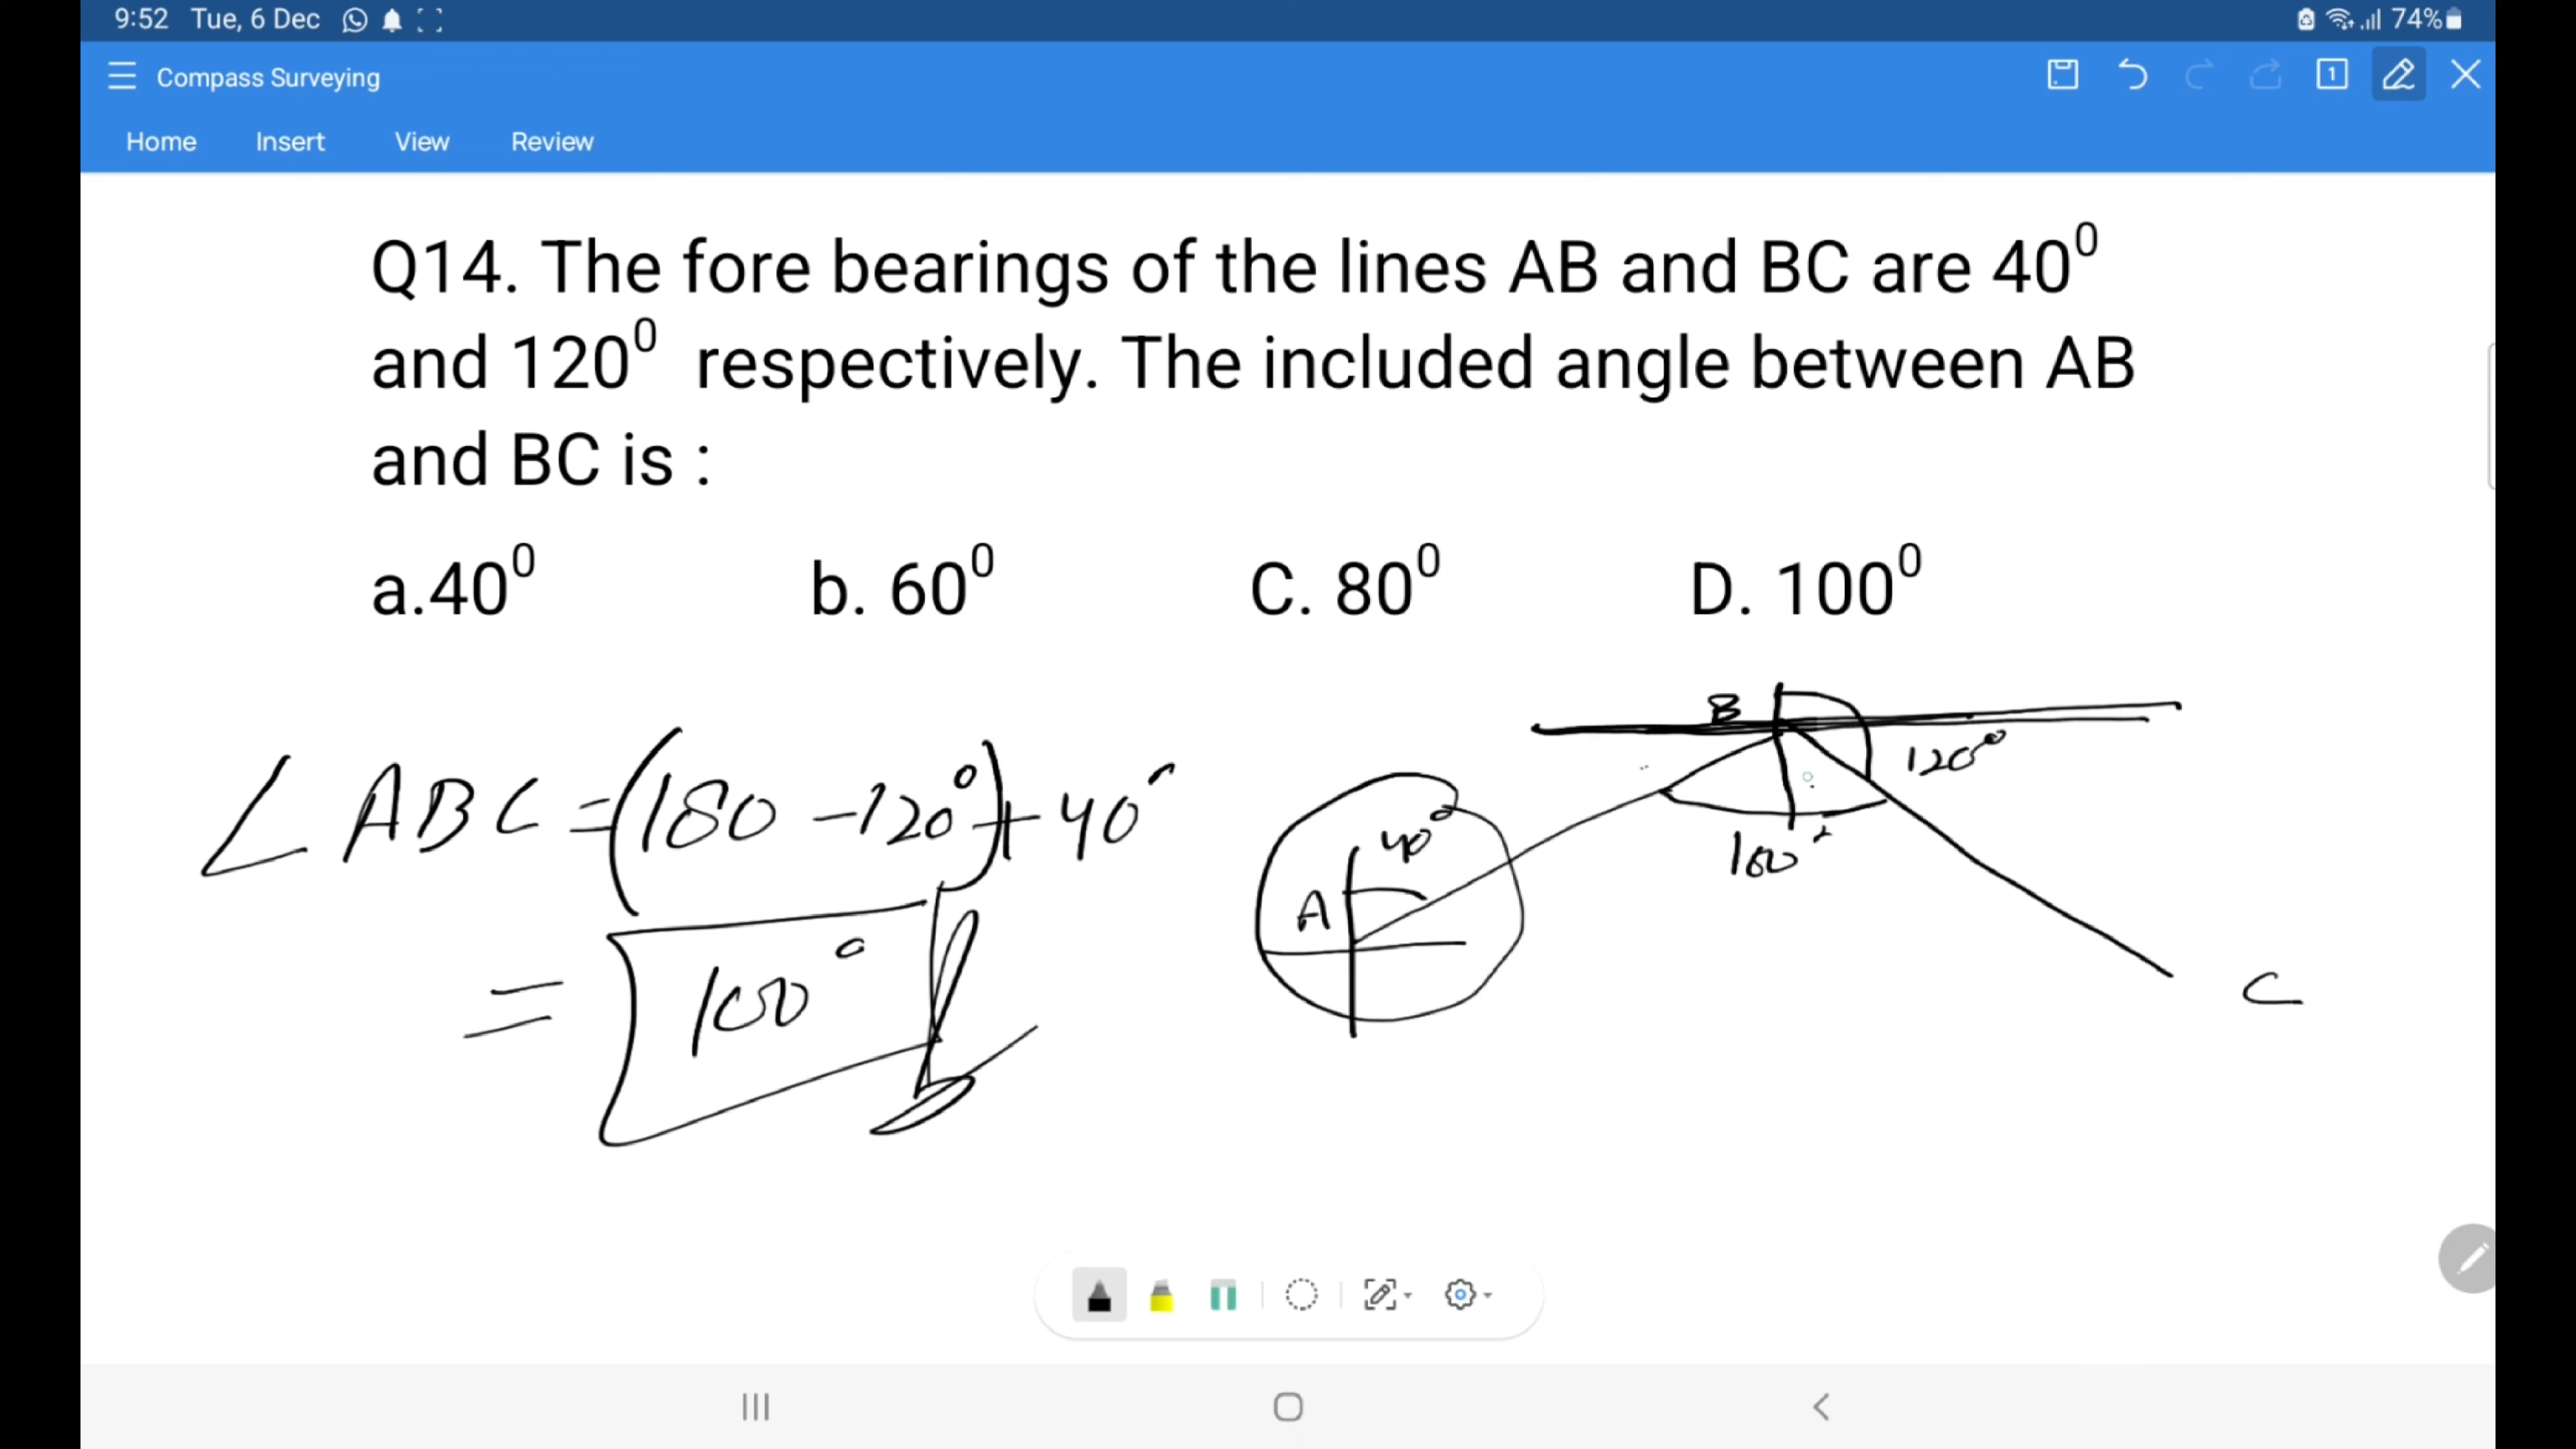 9:52 Tue, 6 Dec 74%
Compass Surveying 1
Home Insert View Review
Q14. The fore bearings of the lines AB and BC are 40⁰
and 120⁰ respectively. The included angle between AB
and BC is :
a.40⁰ b. 60⁰ C. 80⁰ D. 100⁰
B
120°
∠ABC=(180-120°)+40°
40°
100°
A
= 100°
C